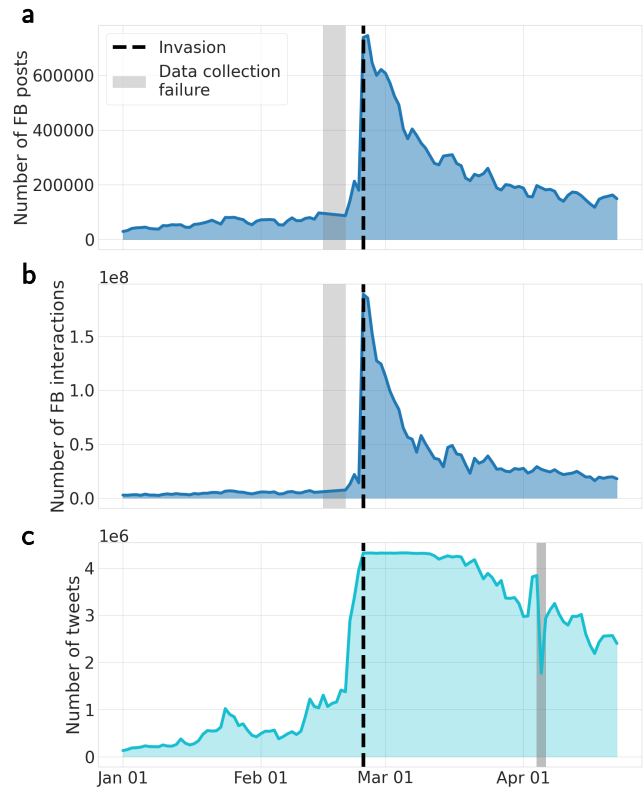 a
Invasion
Data collection
failure
Number of FB posts
600000
400000
200000
0
b
1e8
Number of FB interactions
1.5
1.0
0.5
0.0
c
1e6
Number of tweets
4
3
2
1
0
Jan 01
Feb 01
Mar 01
Apr 01